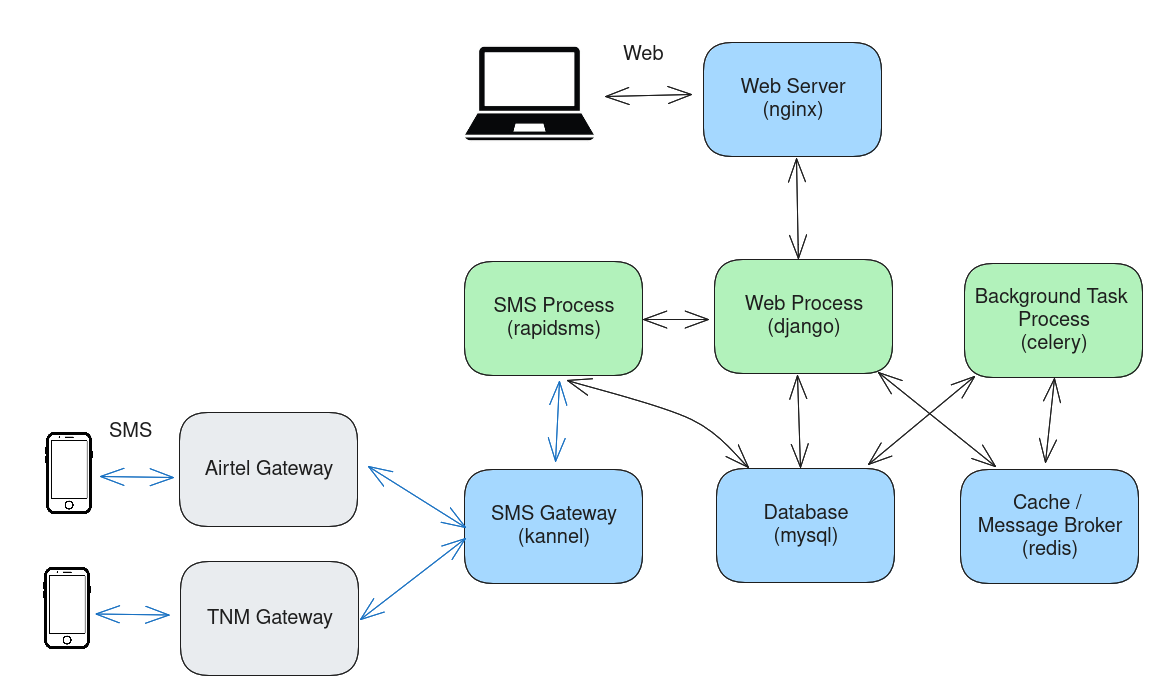 Web
Web Server
(nginx)
SMS Process
(rapidsms)
Web Process
(django)
Background Task
Process
(celery)
SMS
Airtel Gateway
SMS Gateway
(kannel)
Database
(mysql)
Cache /
Message Broker
(redis)
TNM Gateway